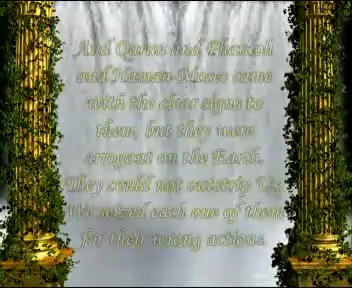 And Qarun and Pharaoh
and Haman-Moses came
with the clear signs to
them, but they were
arrogant on the Earth.
They could not outstrip Us.
We seized each one of them
for their wrong actions.